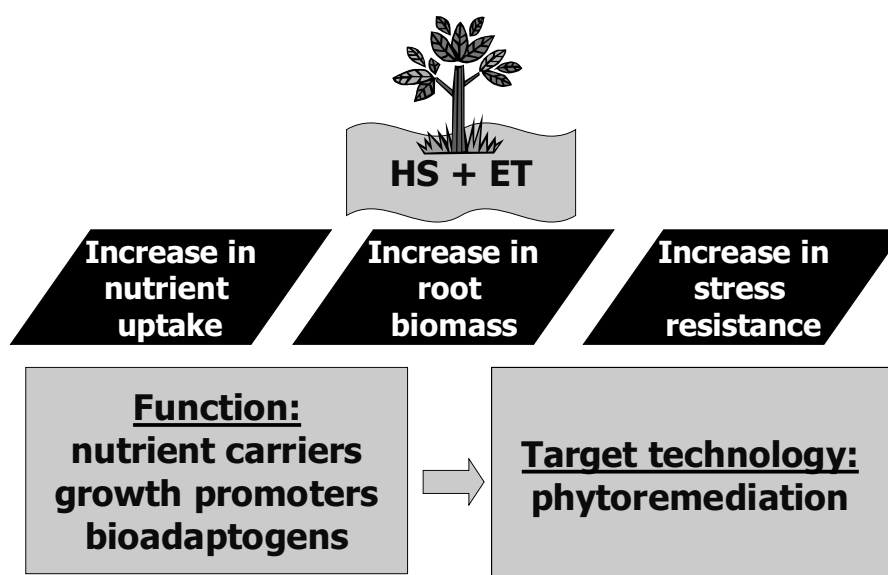 HS + ET
Increase in
nutrient
uptake
Increase in
root
biomass
Increase in
stress
resistance
Function:
nutrient carriers
growth promoters
bioadaptogens
Target technology:
phytoremediation